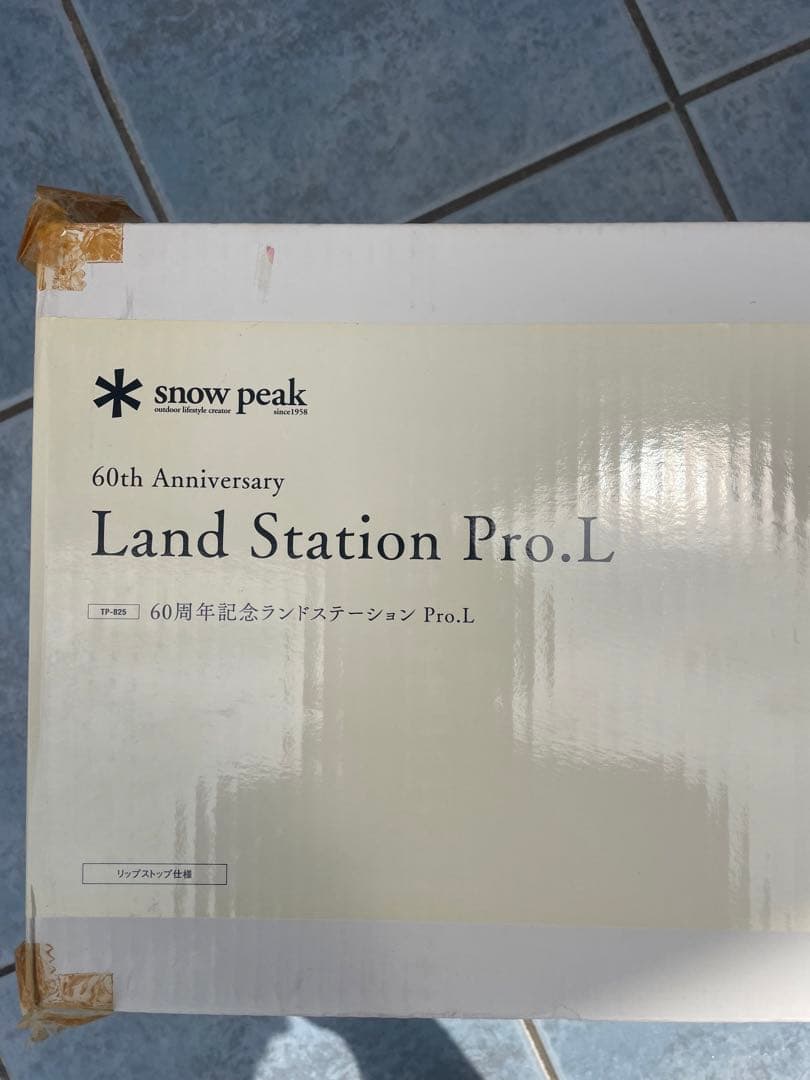 snow peak
outdoor lifestyle creator since1958
60th Anniversary
Land Station Pro.L
TP-825 60周年記念ランドステーション Pro.L
リップストップ仕様